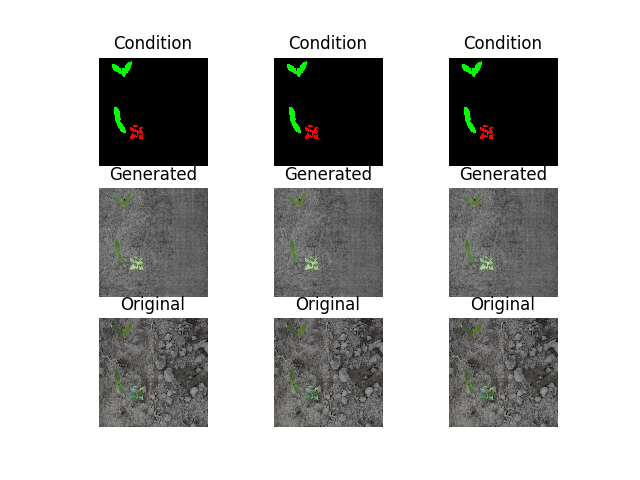 Condition Condition Condition
Generated Generated Generated
Original Original Original